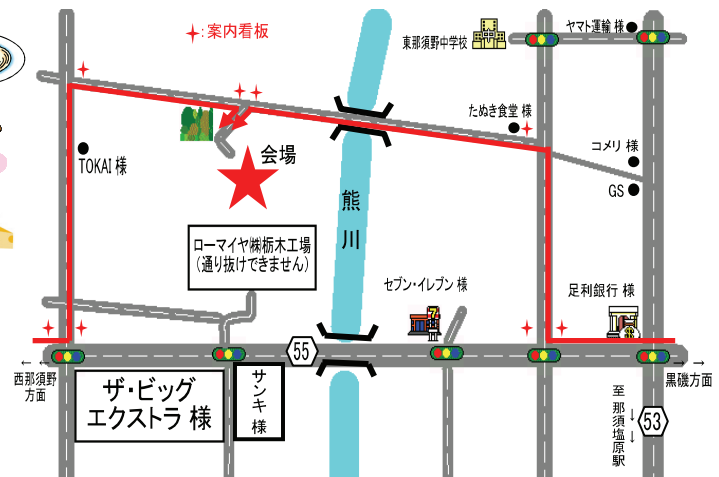 :案内看板
東那須野中学校
ヤマト運輸 様
たぬき食堂 様
コメリ 様
GS
TOKAI 様
会場
熊川
ローマイヤ㈱栃木工場
(通り抜けできません)
セブン・イレブン 様
7
足利銀行 様
$
55
← ←
西那須野
方面
ザ・ビッグ
エクストラ 様
サンキ 様
→ →
黒磯方面
至 那須塩原駅
↓ ↓
53